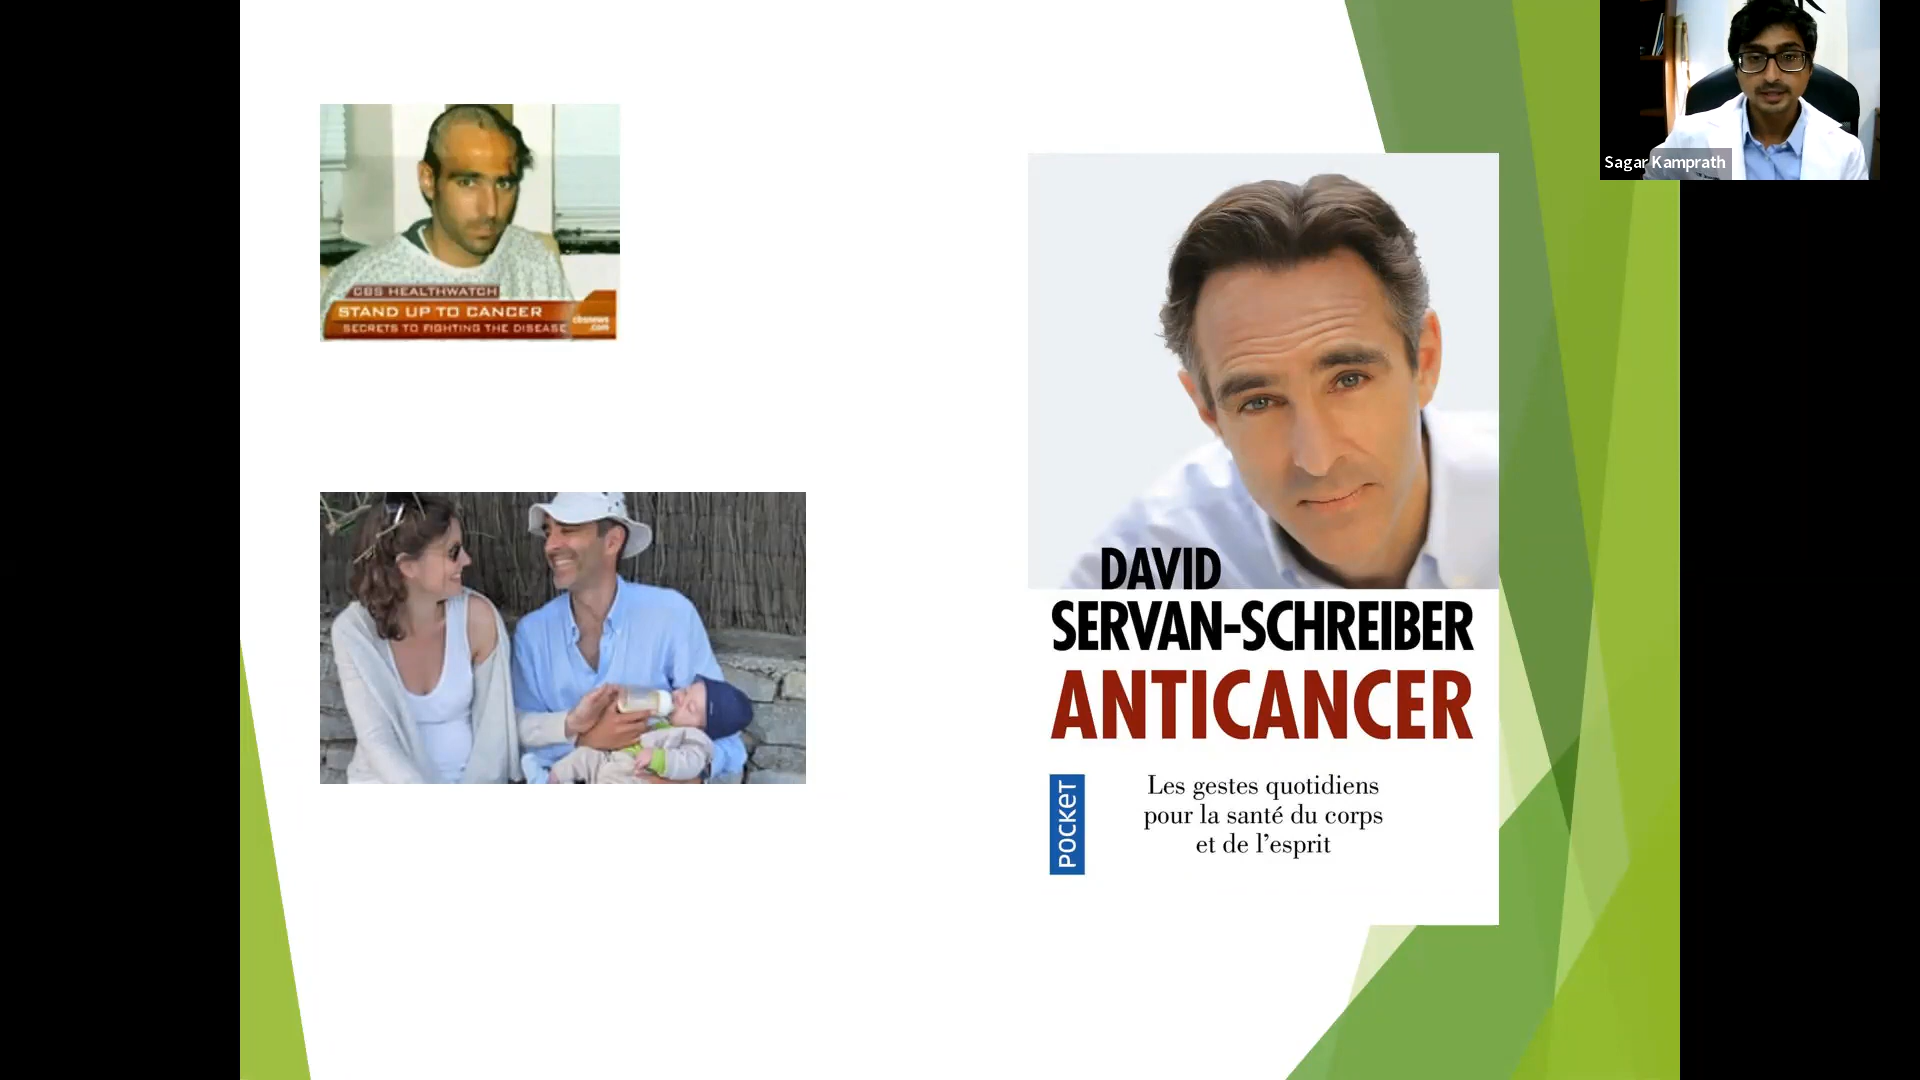 Sagar Kamprath
CBS HEALTHWATCH
STAND UP TO CANCER
SECRETS TO FIGHTING THE DISEASE
cbsnews
.com
DAVID
SERVAN-SCHREIBER
ANTICANCER
POCKET
Les gestes quotidiens
pour la santé du corps
et de l'esprit